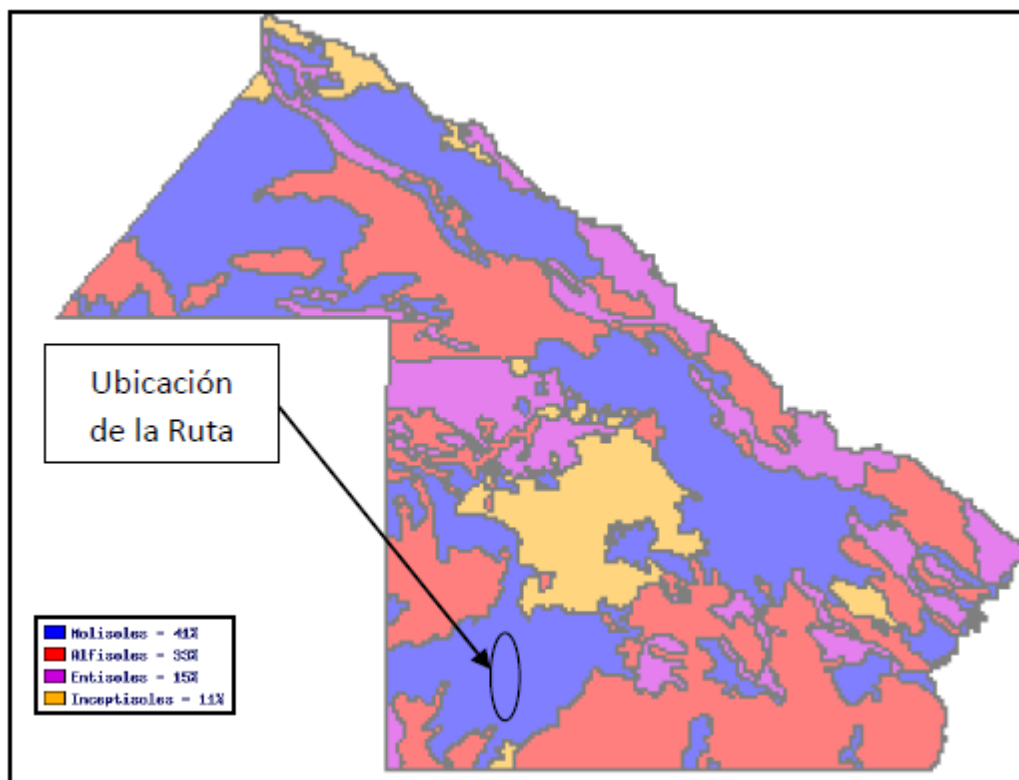 Ubicación
de la Ruta
Molisoles - 41%
Alfisoles - 33%
Entisoles - 15%
Inceptisoles - 11%